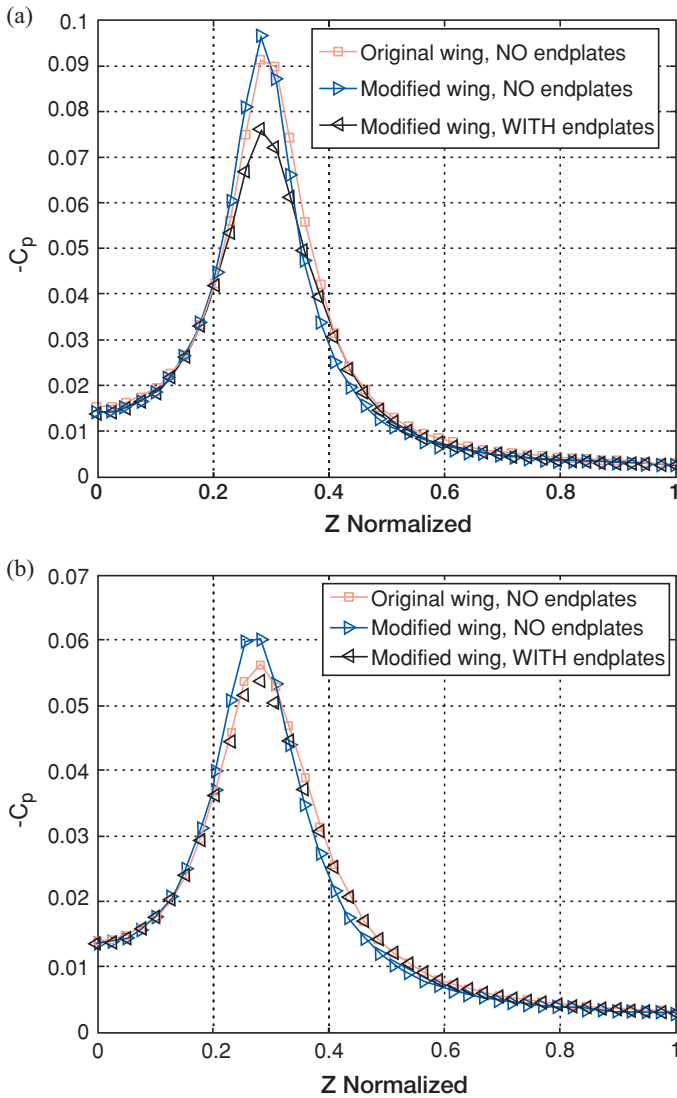 (a)
0.1
0.09
0.08
0.07
0.06
0.05
0.04
0.03
0.02
0.01
0
-Cp
Original wing, NO endplates
Modified wing, NO endplates
Modified wing, WITH endplates
0 0.2 0.4 0.6 0.8 1
Z Normalized
(b)
0.07
0.06
0.05
0.04
0.03
0.02
0.01
0
-Cp
Original wing, NO endplates
Modified wing, NO endplates
Modified wing, WITH endplates
0 0.2 0.4 0.6 0.8 1
Z Normalized